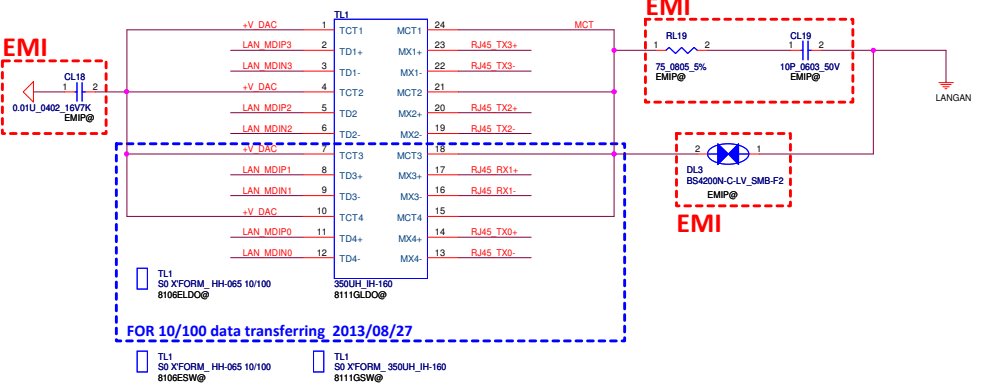 EMI
EMI
TL1
+V_DAC 1 TCT1 MCT1 24 MCT
LAN_MDIP3 2 TD1+ MX1+ 23 RJ45_TX3+
LAN_MDIN3 3 TD1- MX1- 22 RJ45_TX3-
+V_DAC 4 TCT2 MCT2 21
LAN_MDIP2 5 TD2 MX2+ 20 RJ45_TX2+
LAN_MDIN2 6 TD2- MX2- 19 RJ45_TX2-
+V_DAC 7 TCT3 MCT3 18
LAN_MDIP1 8 TD3+ MX3+ 17 RJ45_RX1+
LAN_MDIN1 9 TD3- MX3- 16 RJ45_RX1-
+V_DAC 10 TCT4 MCT4 15
LAN_MDIP0 11 TD4+ MX4+ 14 RJ45_TX0+
LAN_MDIN0 12 TD4- MX4- 13 RJ45_TX0-
350UH_IH-160
8111GLDO@
CL18
1 2
0.01U_0402_16V7K
EMIP@
RL19
1 2
75_0805_5%
EMIP@
CL19
1 2
10P_0603_50V
EMIP@
LANGAN
2 1
DL3
BS4200N-C-LV_SMB-F2
EMIP@
EMI
TL1
S0 X'FORM_ HH-065 10/100
8106ELDO@
FOR 10/100 data transferring 2013/08/27
TL1
S0 X'FORM_ HH-065 10/100
8106ESW@
TL1
S0 X'FORM_ 350UH_IH-160
8111GSW@